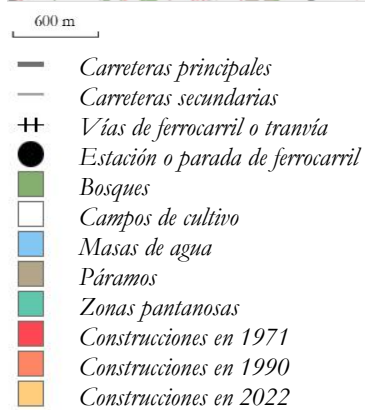 600 m
Carreteras principales
Carreteras secundarias
Vías de ferrocarril o tranvía
Estación o parada de ferrocarril
Bosques
Campos de cultivo
Masas de agua
Páramos
Zonas pantanosas
Construcciones en 1971
Construcciones en 1990
Construcciones en 2022